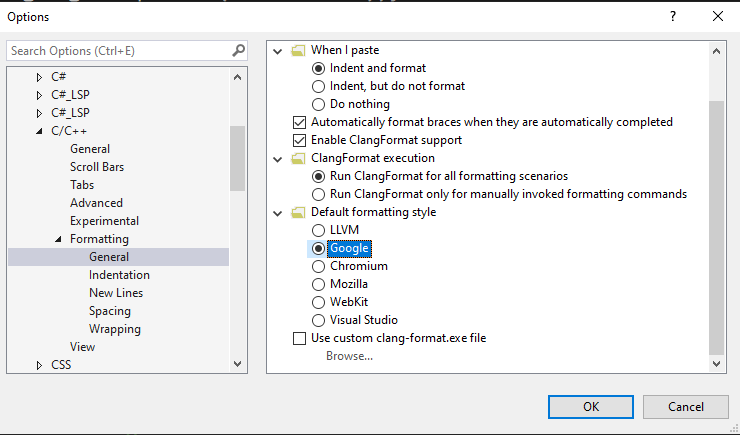 Options
? ×
Search Options (Ctrl+E)
C#
C#_LSP
C#_LSP
C/C++
General
Scroll Bars
Tabs
Advanced
Experimental
Formatting
General
Indentation
New Lines
Spacing
Wrapping
View
CSS
When I paste
Indent and format
Indent, but do not format
Do nothing
Automatically format braces when they are automatically completed
Enable ClangFormat support
ClangFormat execution
Run ClangFormat for all formatting scenarios
Run ClangFormat only for manually invoked formatting commands
Default formatting style
LLVM
Google
Chromium
Mozilla
WebKit
Visual Studio
Use custom clang-format.exe file
Browse...
OK
Cancel